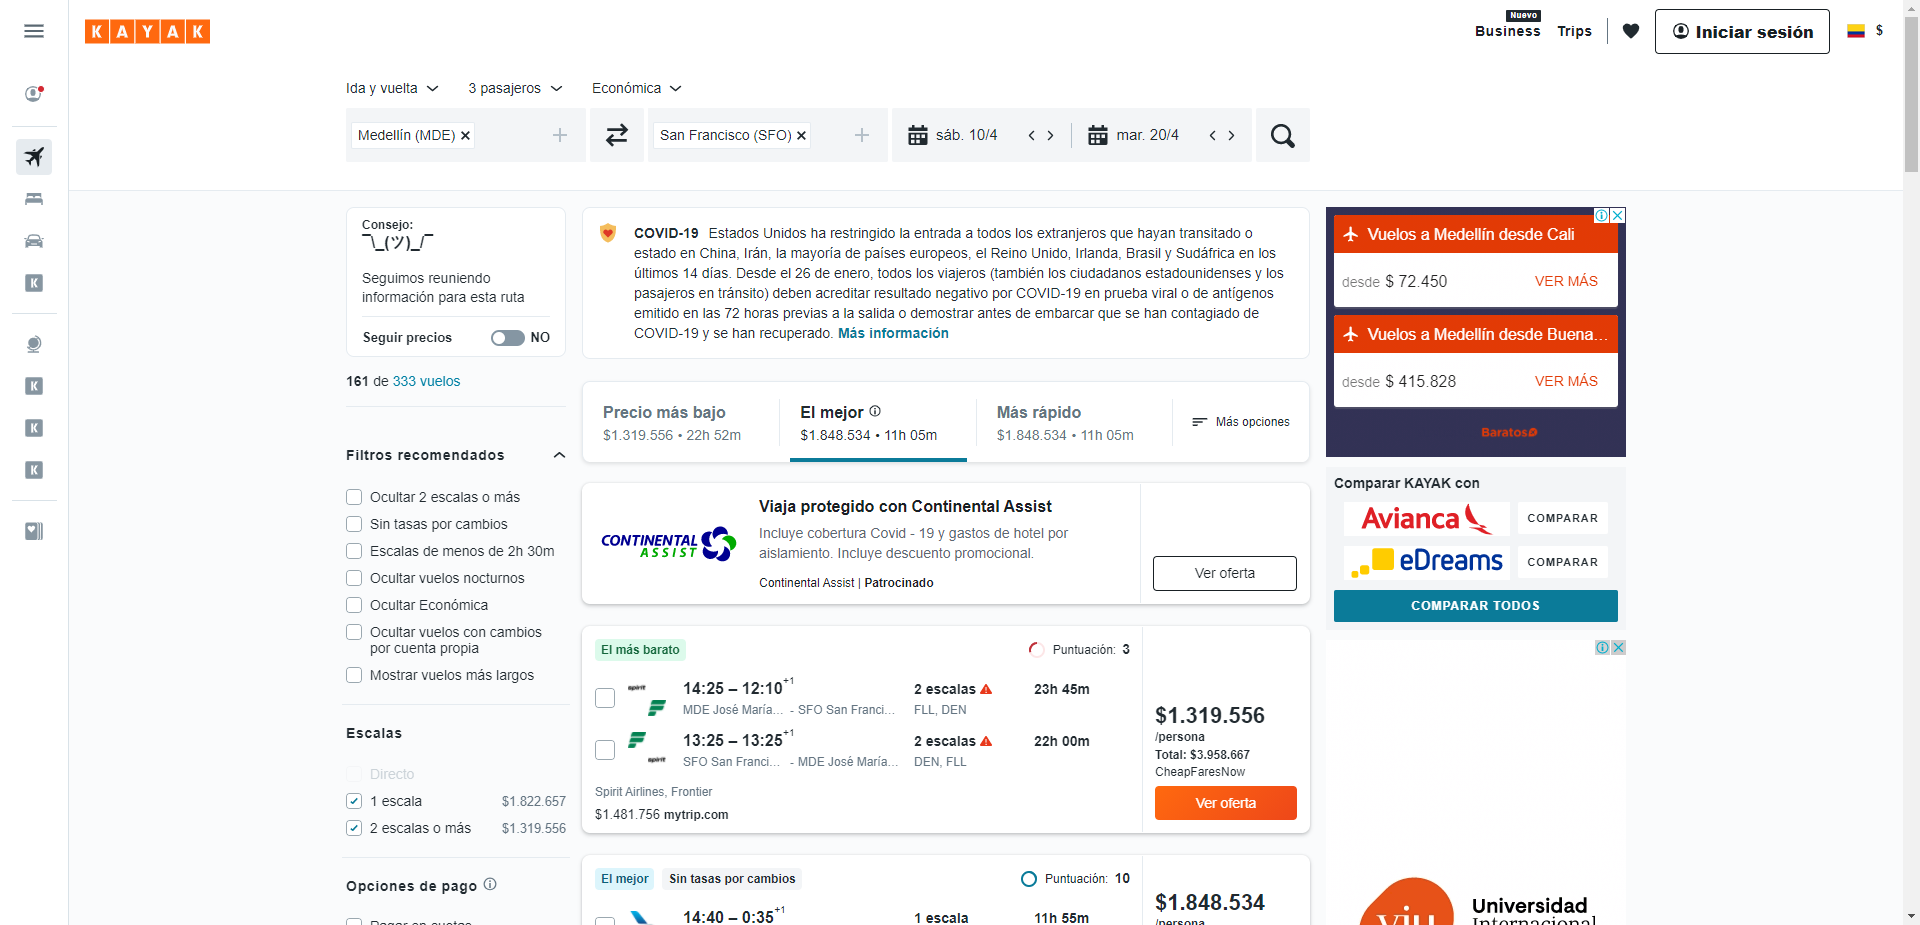 KAYAK
Nuevo
Business
Trips
Iniciar sesión
$
Ida y vuelta
3 pasajeros
Económica
Medellín (MDE)
San Francisco (SFO)
sáb. 10/4
mar. 20/4
Consejo:
¯\_(ツ)_/¯
Seguimos reuniendo
información para esta ruta
Seguir precios
NO
161 de 333 vuelos
Filtros recomendados
Ocultar 2 escalas o más
Sin tasas por cambios
Escalas de menos de 2h 30m
Ocultar vuelos nocturnos
Ocultar Económica
Ocultar vuelos con cambios
por cuenta propia
Mostrar vuelos más largos
Escalas
Directo
1 escala $1.822.657
2 escalas o más $1.319.556
Opciones de pago
Pagar en cuotas
COVID-19 Estados Unidos ha restringido la entrada a todos los extranjeros que hayan transitado o
estado en China, Irán, la mayoría de países europeos, el Reino Unido, Irlanda, Brasil y Sudáfrica en los
últimos 14 días. Desde el 26 de enero, todos los viajeros (también los ciudadanos estadounidenses y los
pasajeros en tránsito) deben acreditar resultado negativo por COVID-19 en prueba viral o de antígenos
emitido en las 72 horas previas a la salida o demostrar antes de embarcar que se han contagiado de
COVID-19 y se han recuperado. Más información
Precio más bajo
$1.319.556 • 22h 52m
El mejor
$1.848.534 • 11h 05m
Más rápido
$1.848.534 • 11h 05m
Más opciones
CONTINENTAL
ASSIST
Viaja protegido con Continental Assist
Incluye cobertura Covid - 19 y gastos de hotel por
aislamiento. Incluye descuento promocional.
Continental Assist | Patrocinado
Ver oferta
El más barato
Puntuación: 3
spirit
14:25 – 12:10+1
MDE José María... - SFO San Franci...
2 escalas
FLL, DEN
23h 45m
spirit
13:25 – 13:25+1
SFO San Franci... - MDE José María...
2 escalas
DEN, FLL
22h 00m
Spirit Airlines, Frontier
$1.481.756 mytrip.com
$1.319.556
/persona
Total: $3.958.667
CheapFaresNow
Ver oferta
El mejor
Sin tasas por cambios
Puntuación: 10
14:40 – 0:35+1
1 escala
11h 55m
$1.848.534
/persona
Vuelos a Medellín desde Cali
desde $ 72.450
VER MÁS
Vuelos a Medellín desde Buena...
desde $ 415.828
VER MÁS
Baratos
Comparar KAYAK con
Avianca
COMPARAR
eDreams
COMPARAR
COMPARAR TODOS
viu
Universidad
Internacional